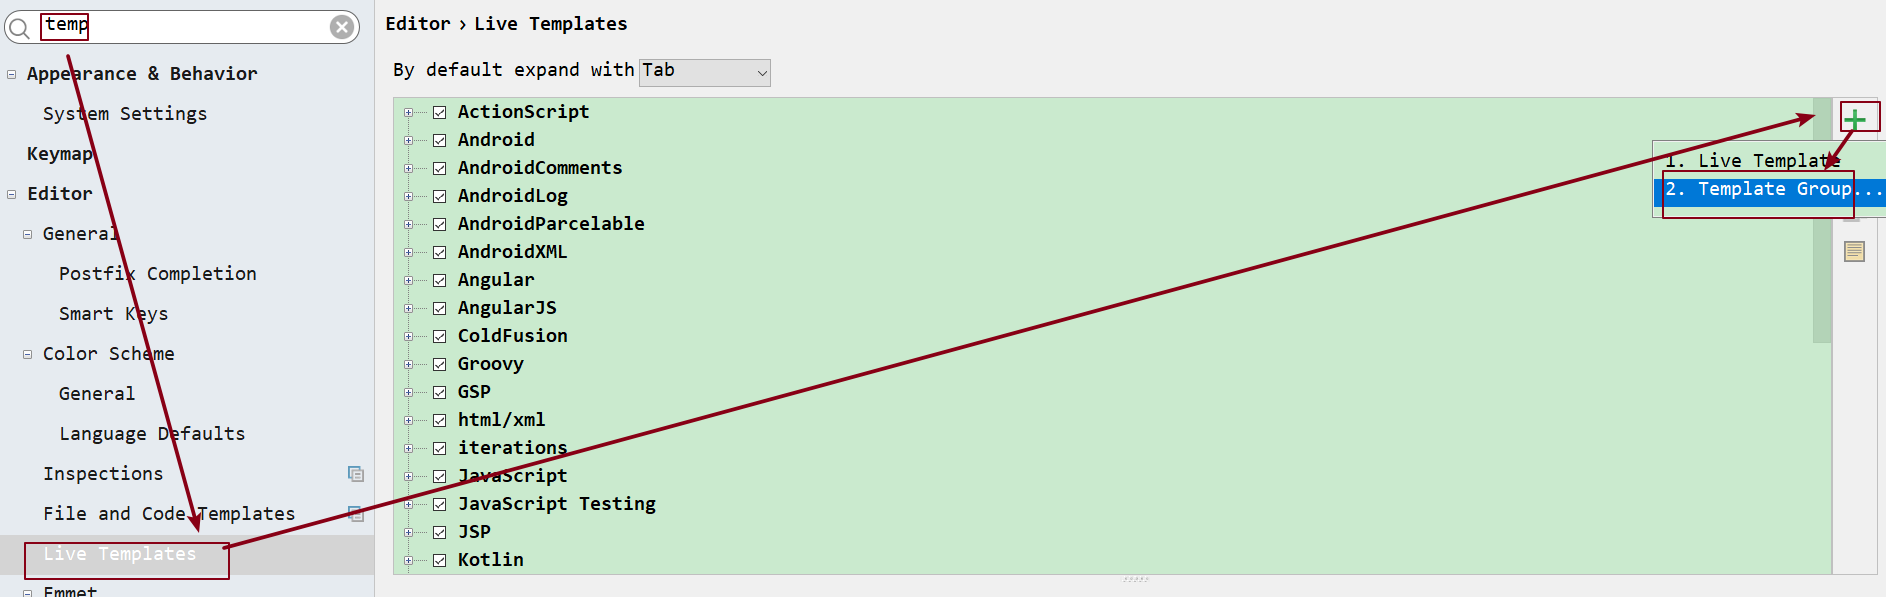 temp
Appearance & Behavior
System Settings
Keymap
Editor
General
Postfix Completion
Smart Keys
Color Scheme
General
Language Defaults
Inspections
File and Code Templates
Live Templates
Emmet
Editor › Live Templates
By default expand with Tab
ActionScript
Android
AndroidComments
AndroidLog
AndroidParcelable
AndroidXML
Angular
AngularJS
ColdFusion
Groovy
GSP
html/xml
iterations
JavaScript
JavaScript Testing
JSP
Kotlin
1. Live Template
2. Template Group...